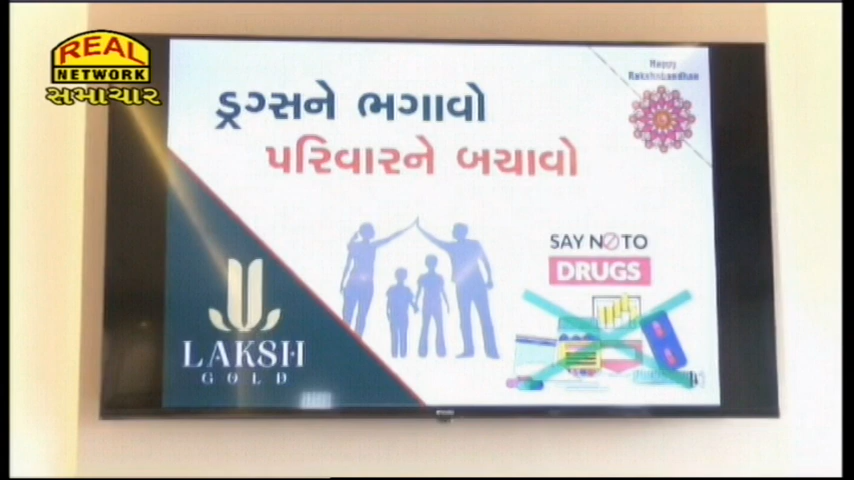 REAL
NETWORK
સમાચાર
Happy
Rakshabandhan
ડ્રગ્સને ભગાવો
પરિવારને બચાવો
SAY NO TO
DRUGS
LAKSH
GOLD